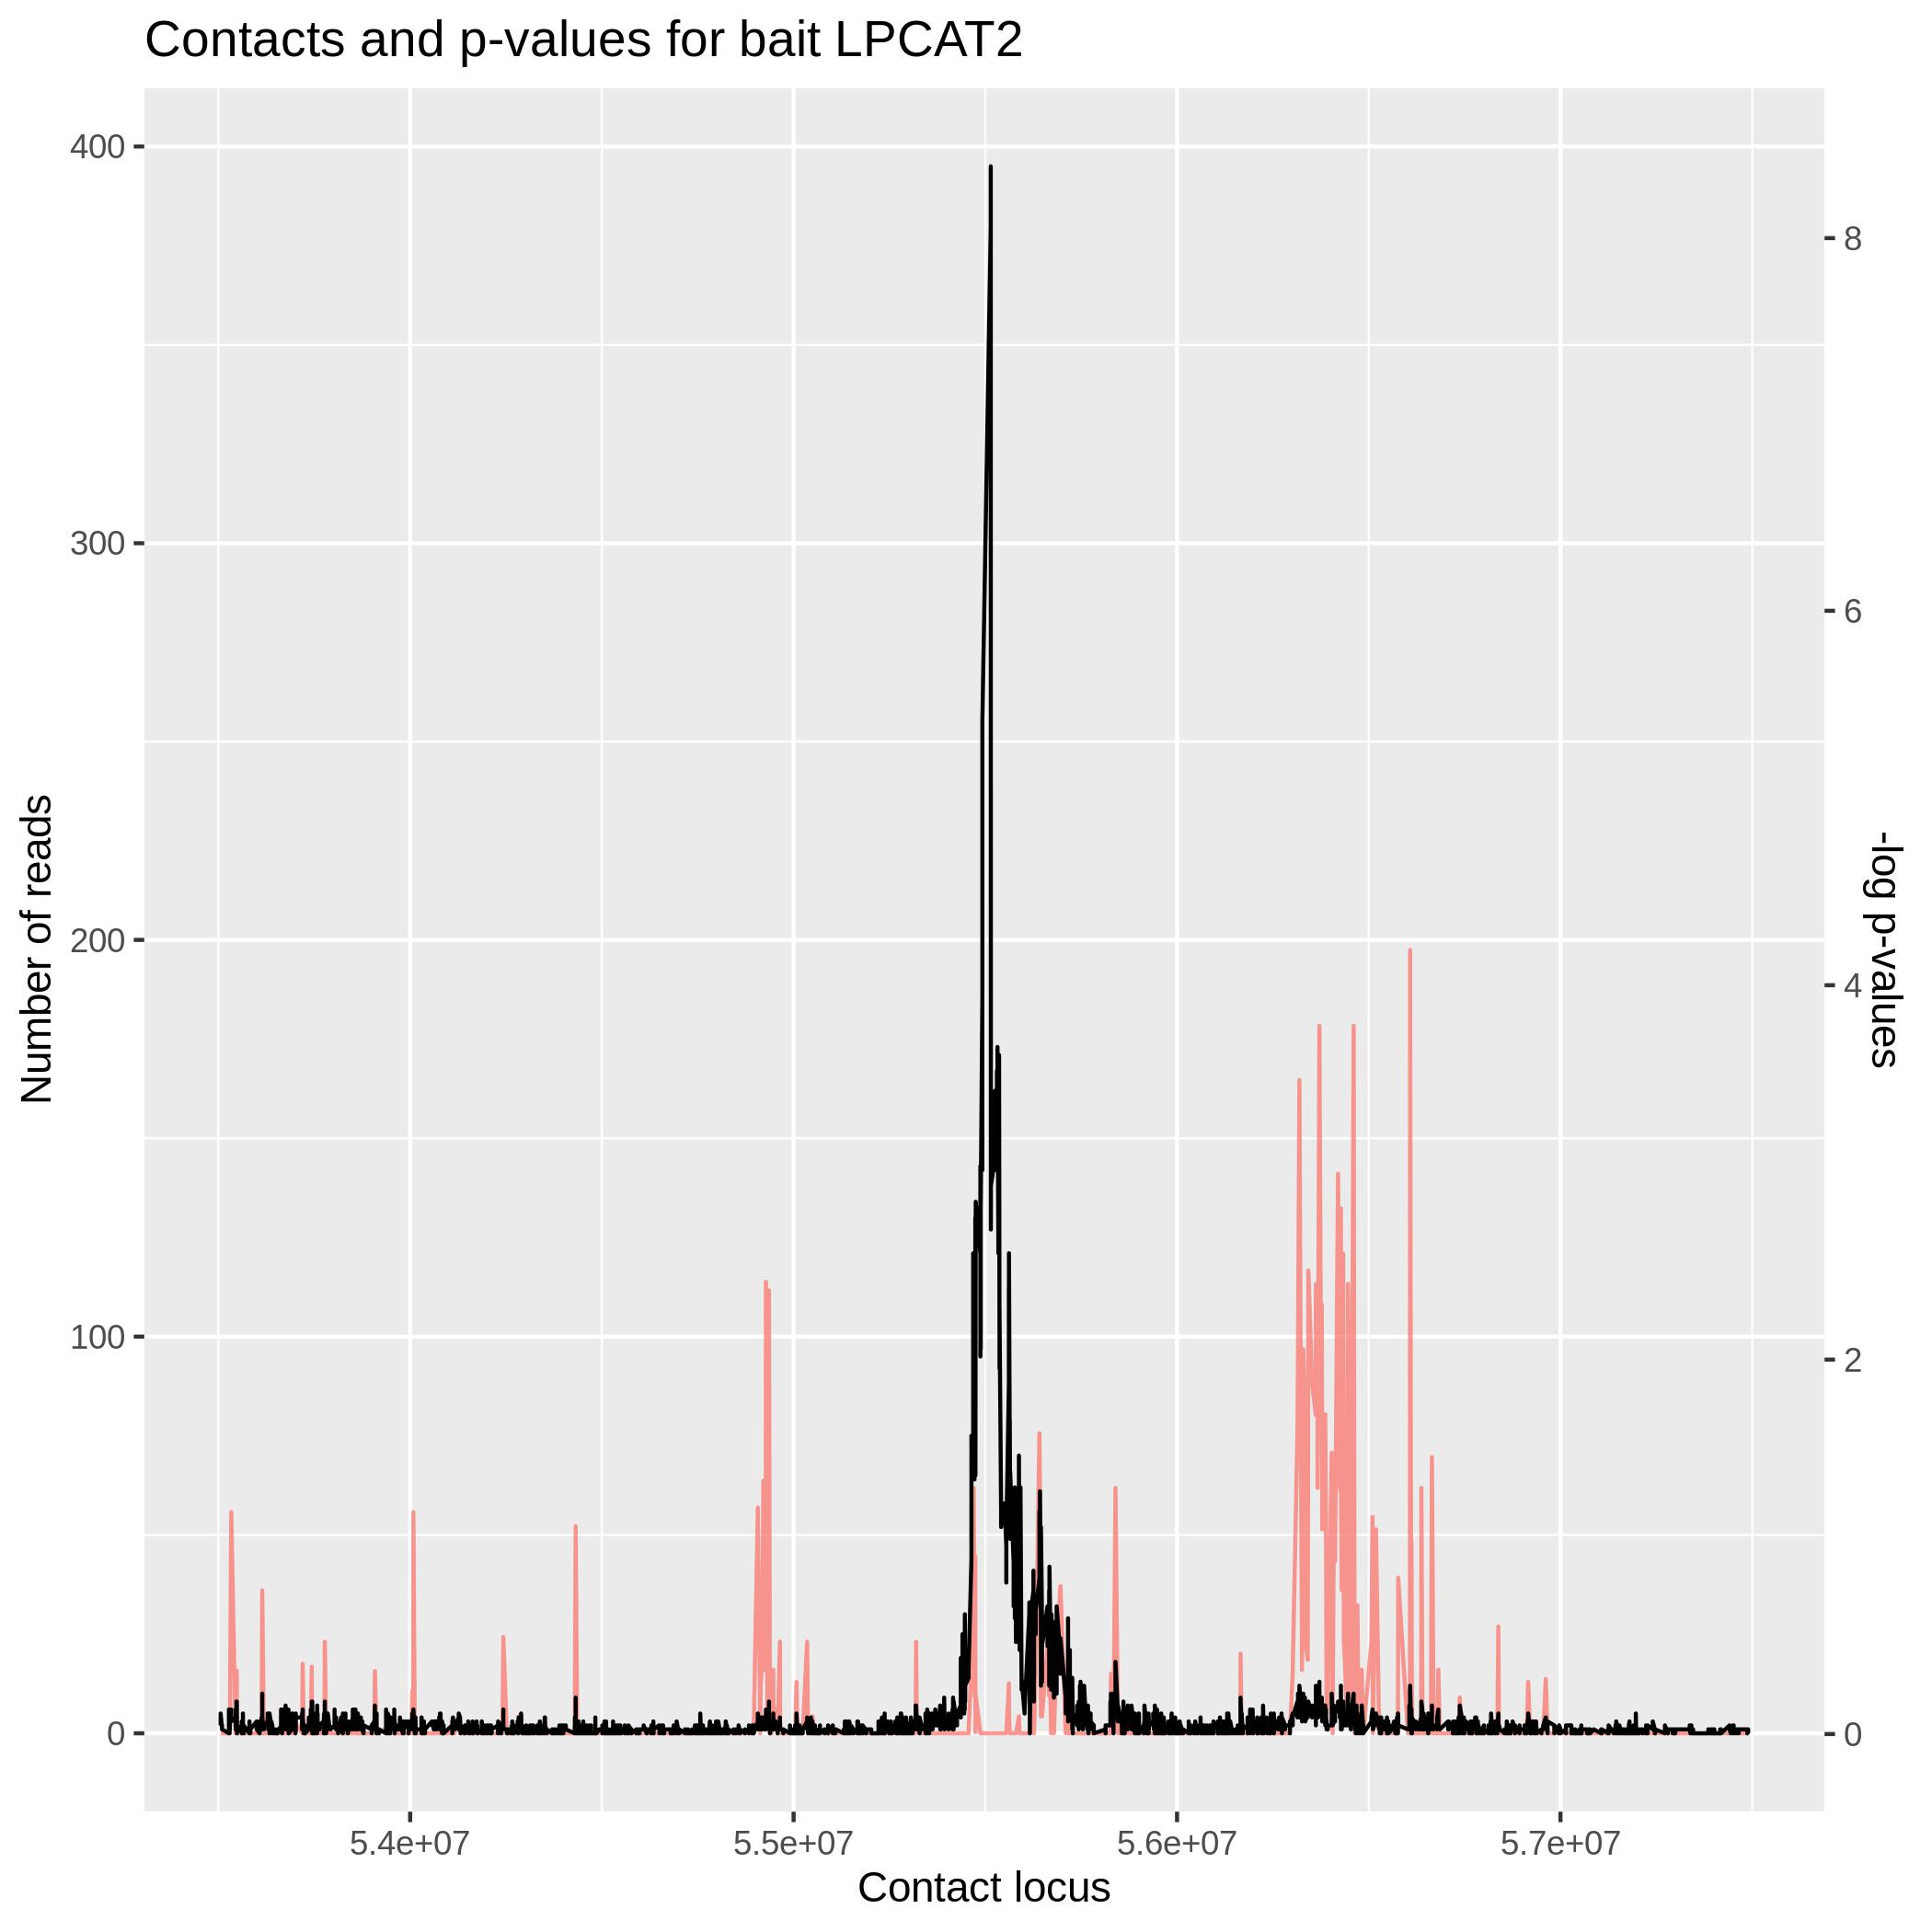 Contacts and p-values for bait LPCAT2
400
300
200
100
0
Number of reads
8
6
4
2
0
-log p-values
5.4e+07
5.5e+07
5.6e+07
5.7e+07
Contact locus